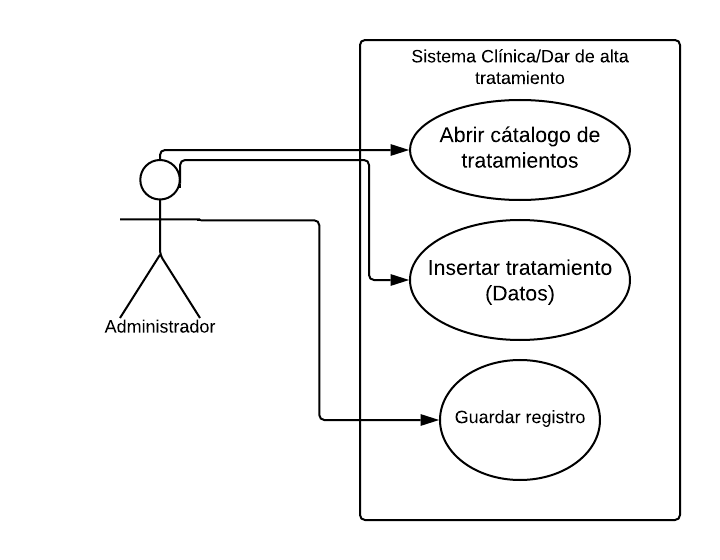 Sistema Clínica/Dar de alta
tratamiento
Abrir cátalogo de
tratamientos
Insertar tratamiento
(Datos)
Administrador
Guardar registro